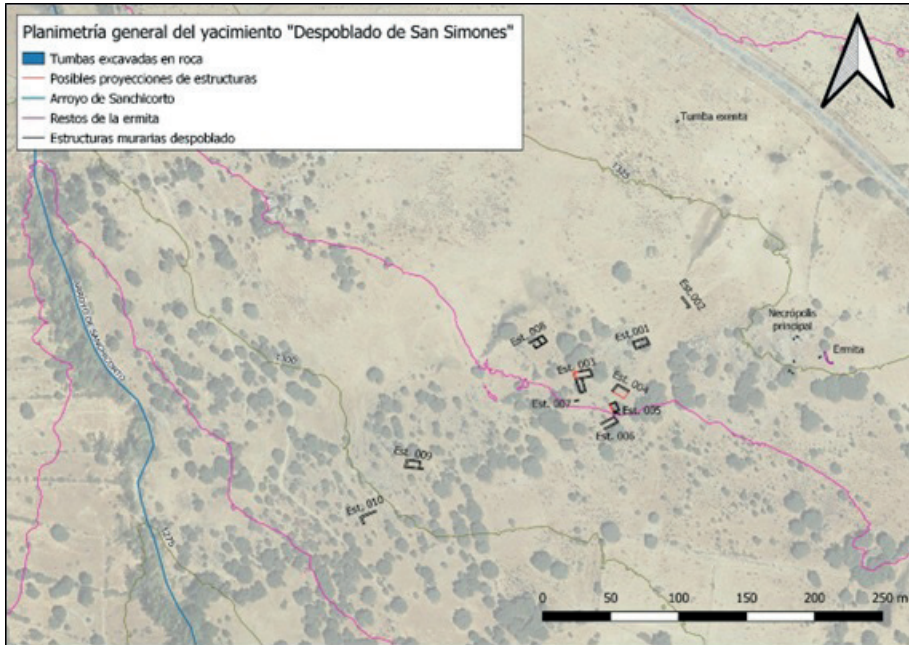 Planimetría general del yacimiento "Despoblado de San Simones"
Tumbas excavadas en roca
Posibles proyecciones de estructuras
Arroyo de Sanchicorto
Restos de la ermita
Estructuras murarias despoblado
Tumba exenta
1325
ARROYO DE SANCHICORTO
Est. 002
Necrópolis
principal
Est. 008
Est. 001
Ermita
1300
Est. 003
Est. 004
Est. 007
Est. 005
Est. 006
Est. 009
Est. 010
1275
0 50 100 150 200 250 m